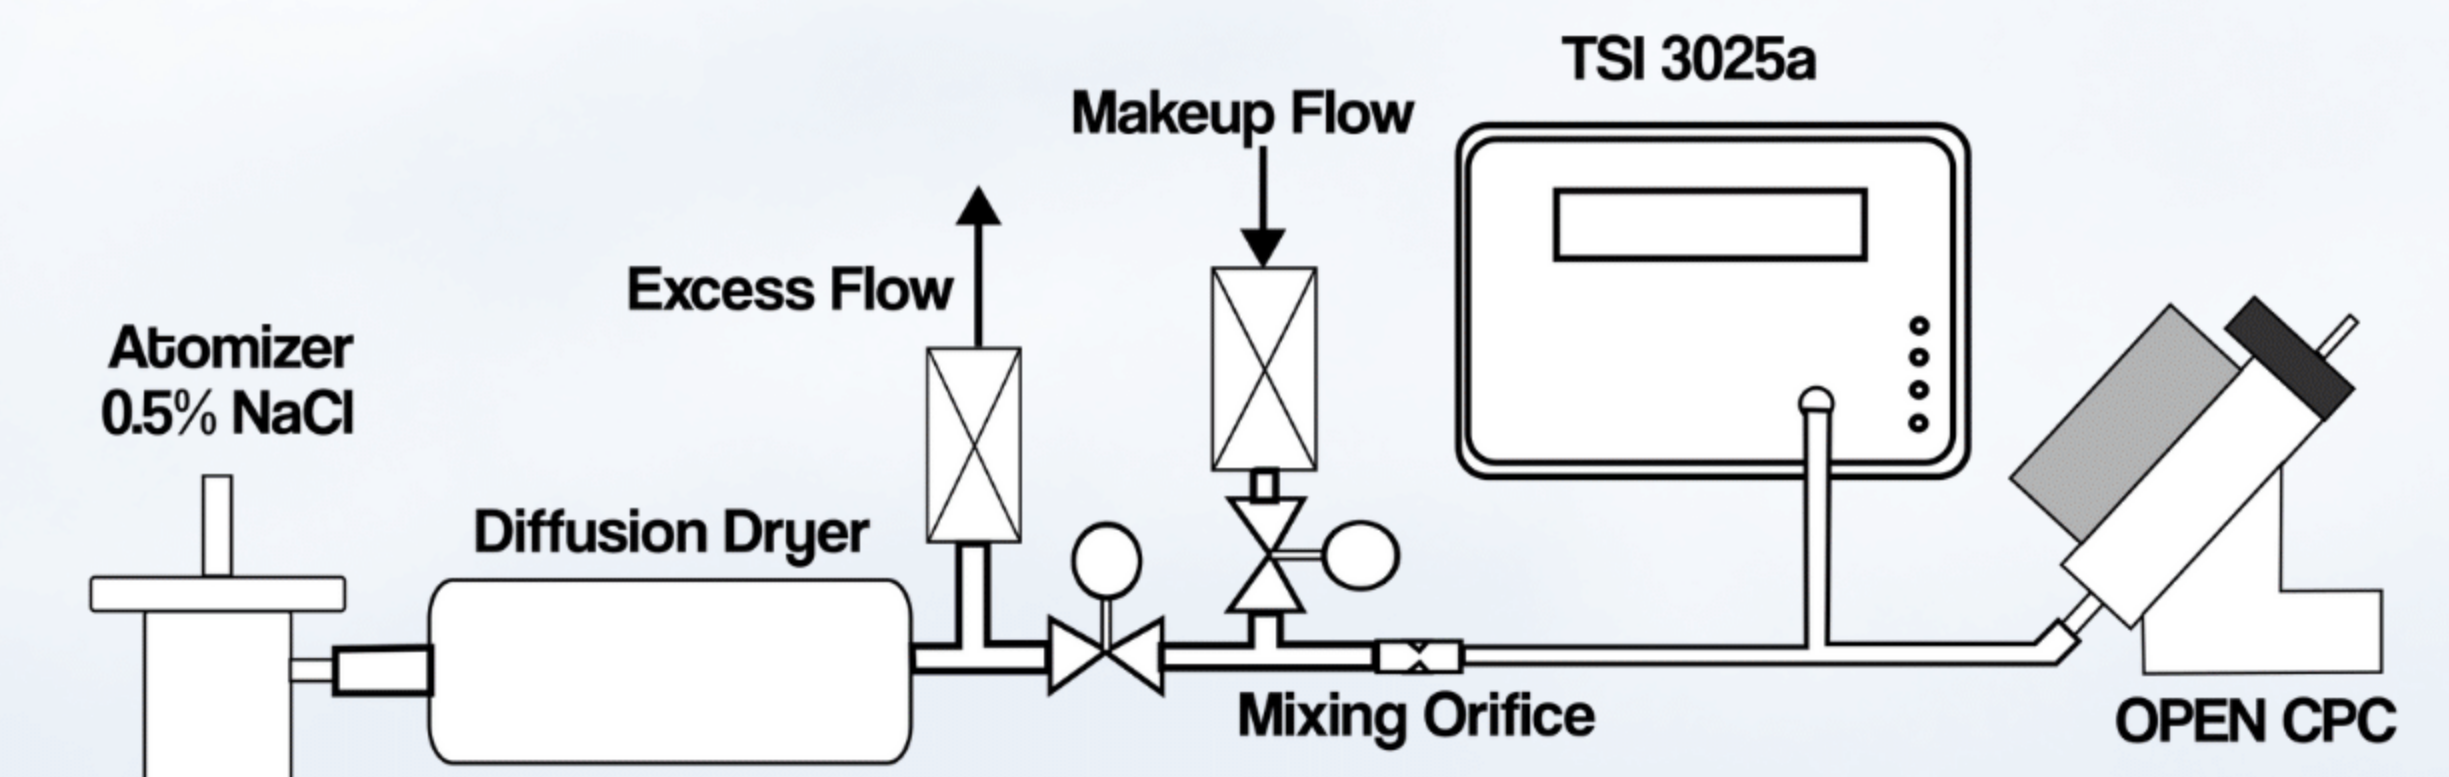 TSI 3025a
Makeup Flow
Excess Flow
Atomizer
0.5% NaCl
Diffusion Dryer
Mixing Orifice
OPEN CPC